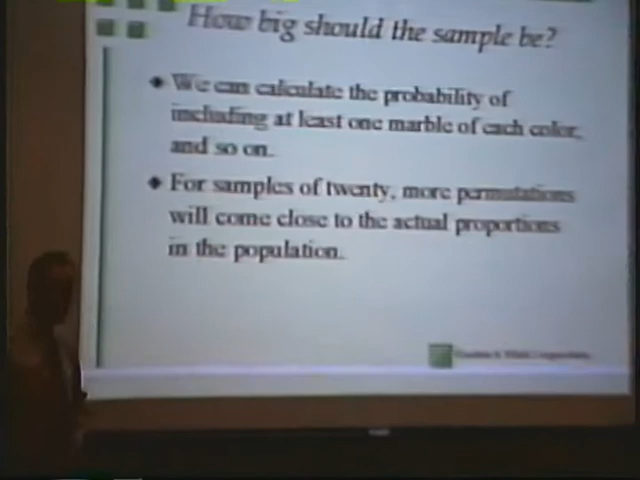 How big should the sample be?
We can calculate the probability of
including at least one marble of each color,
and so on.
For samples of twenty, more permutations
will come close to the actual proportions
in the population.